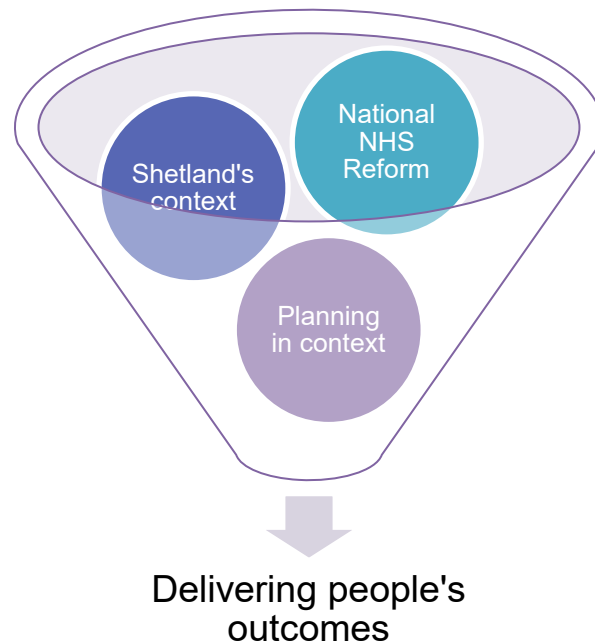 National
NHS
Reform
Shetland's
context
Planning
in context
Delivering people's
outcomes